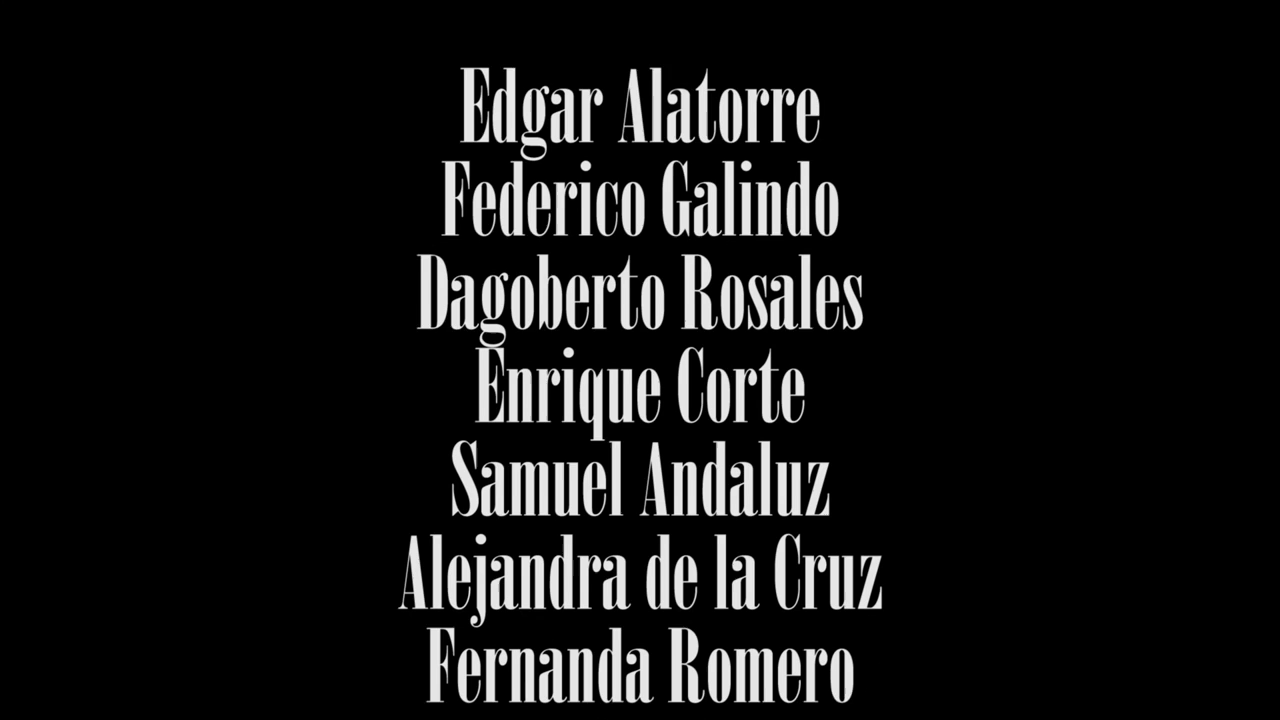 Edgar Alatorre
Federico Galindo
Dagoberto Rosales
Enrique Corte
Samuel Andaluz
Alejandra de la Cruz
Fernanda Romero